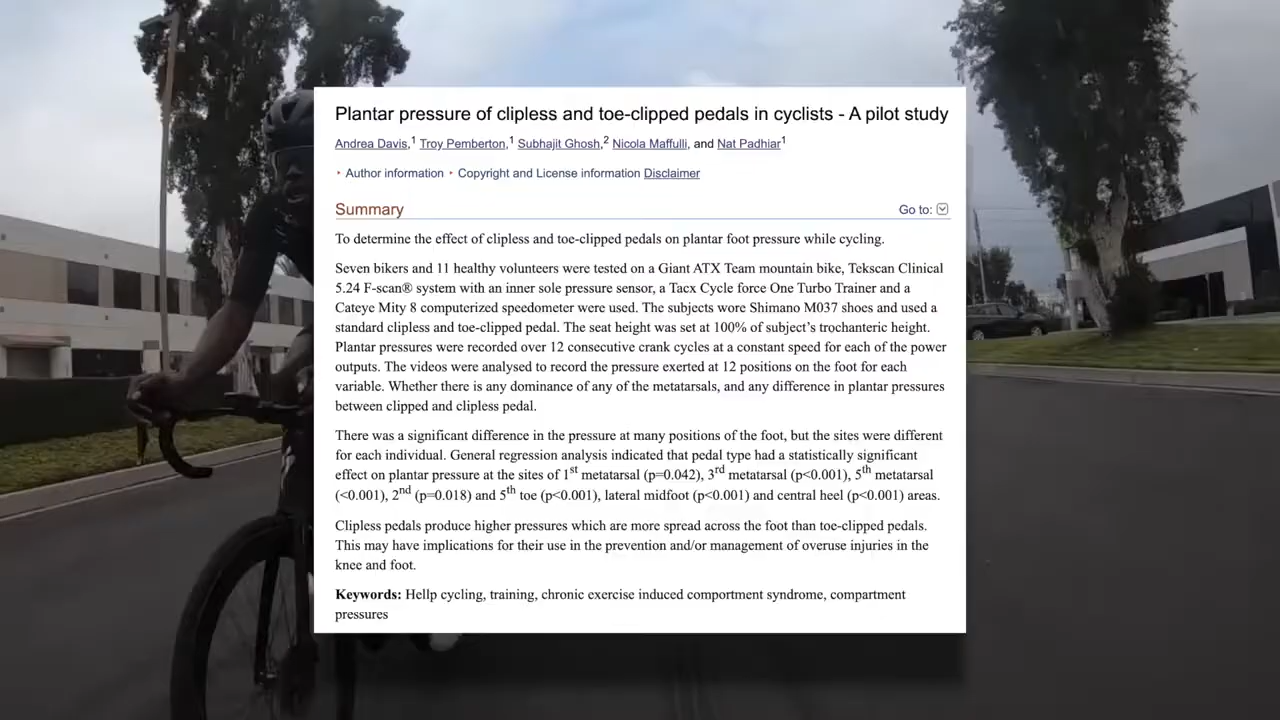 Plantar pressure of clipless and toe-clipped pedals in cyclists - A pilot study
Andrea Davis,1 Troy Pemberton,1 Subhajit Ghosh,2 Nicola Maffulli, and Nat Padhiar1
‣ Author information ‣ Copyright and License information Disclaimer
Summary Go to:
To determine the effect of clipless and toe-clipped pedals on plantar foot pressure while cycling.
Seven bikers and 11 healthy volunteers were tested on a Giant ATX Team mountain bike, Tekscan Clinical
5.24 F-scan® system with an inner sole pressure sensor, a Tacx Cycle force One Turbo Trainer and a
Cateye Mity 8 computerized speedometer were used. The subjects wore Shimano M037 shoes and used a
standard clipless and toe-clipped pedal. The seat height was set at 100% of subject's trochanteric height.
Plantar pressures were recorded over 12 consecutive crank cycles at a constant speed for each of the power
outputs. The videos were analysed to record the pressure exerted at 12 positions on the foot for each
variable. Whether there is any dominance of any of the metatarsals, and any difference in plantar pressures
between clipped and clipless pedal.
There was a significant difference in the pressure at many positions of the foot, but the sites were different
for each individual. General regression analysis indicated that pedal type had a statistically significant
effect on plantar pressure at the sites of 1st metatarsal (p=0.042), 3rd metatarsal (p<0.001), 5th metatarsal
(<0.001), 2nd (p=0.018) and 5th toe (p<0.001), lateral midfoot (p<0.001) and central heel (p<0.001) areas.
Clipless pedals produce higher pressures which are more spread across the foot than toe-clipped pedals.
This may have implications for their use in the prevention and/or management of overuse injuries in the
knee and foot.
Keywords: Hellp cycling, training, chronic exercise induced comportment syndrome, compartment
pressures